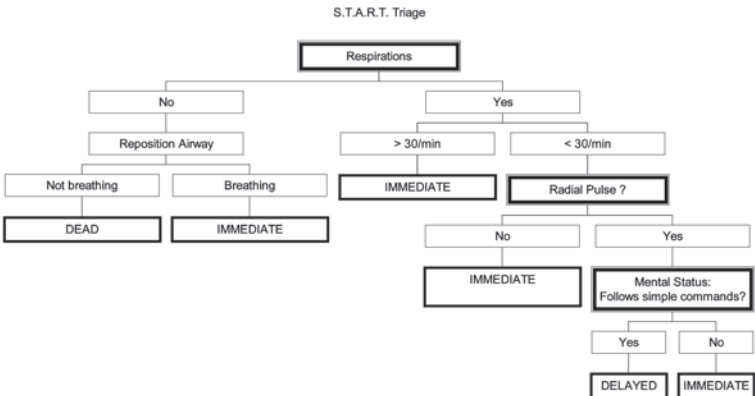 S.T.A.R.T. Triage
Respirations
No
Yes
Reposition Airway
> 30/min
< 30/min
Not breathing
Breathing
IMMEDIATE
Radial Pulse ?
DEAD
IMMEDIATE
No
Yes
IMMEDIATE
Mental Status:
Follows simple commands?
Yes
No
DELAYED
IMMEDIATE